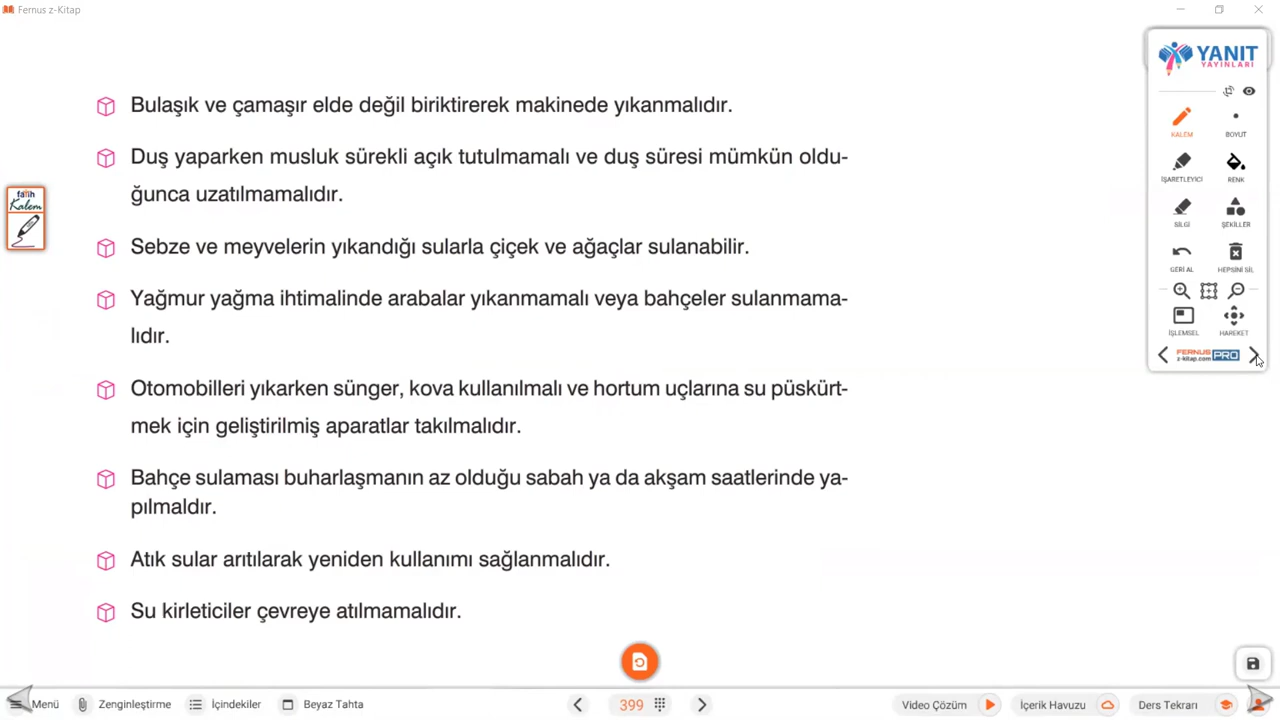 Fernus z-Kitap
Bulaşık ve çamaşır elde değil biriktirerek makinede yıkanmalıdır.
Duş yaparken musluk sürekli açık tutulmamalı ve duş süresi mümkün oldu-
ğunca uzatılmamalıdır.
Sebze ve meyvelerin yıkandığı sularla çiçek ve ağaçlar sulanabilir.
Yağmur yağma ihtimalinde arabalar yıkanmamalı veya bahçeler sulanmama-
lıdır.
Otomobilleri yıkarken sünger, kova kullanılmalı ve hortum uçlarına su püskürt-
mek için geliştirilmiş aparatlar takılmalıdır.
Bahçe sulaması buharlaşmanın az olduğu sabah ya da akşam saatlerinde ya-
pılmaldır.
Atık sular arıtılarak yeniden kullanımı sağlanmalıdır.
Su kirleticiler çevreye atılmamalıdır.
fatih
Kalem
YANIT
YAYINLARI
KALEM BOYUT
İŞARETLEYİCİ RENK
SİLGİ ŞEKİLLER
GERİ AL HEPSİNİ SİL
İŞLEMSEL HAREKET
FERNUS
z-kitap.com PRO
Menü Zenginleştirme İçindekiler Beyaz Tahta 399 Video Çözüm İçerik Havuzu Ders Tekrarı